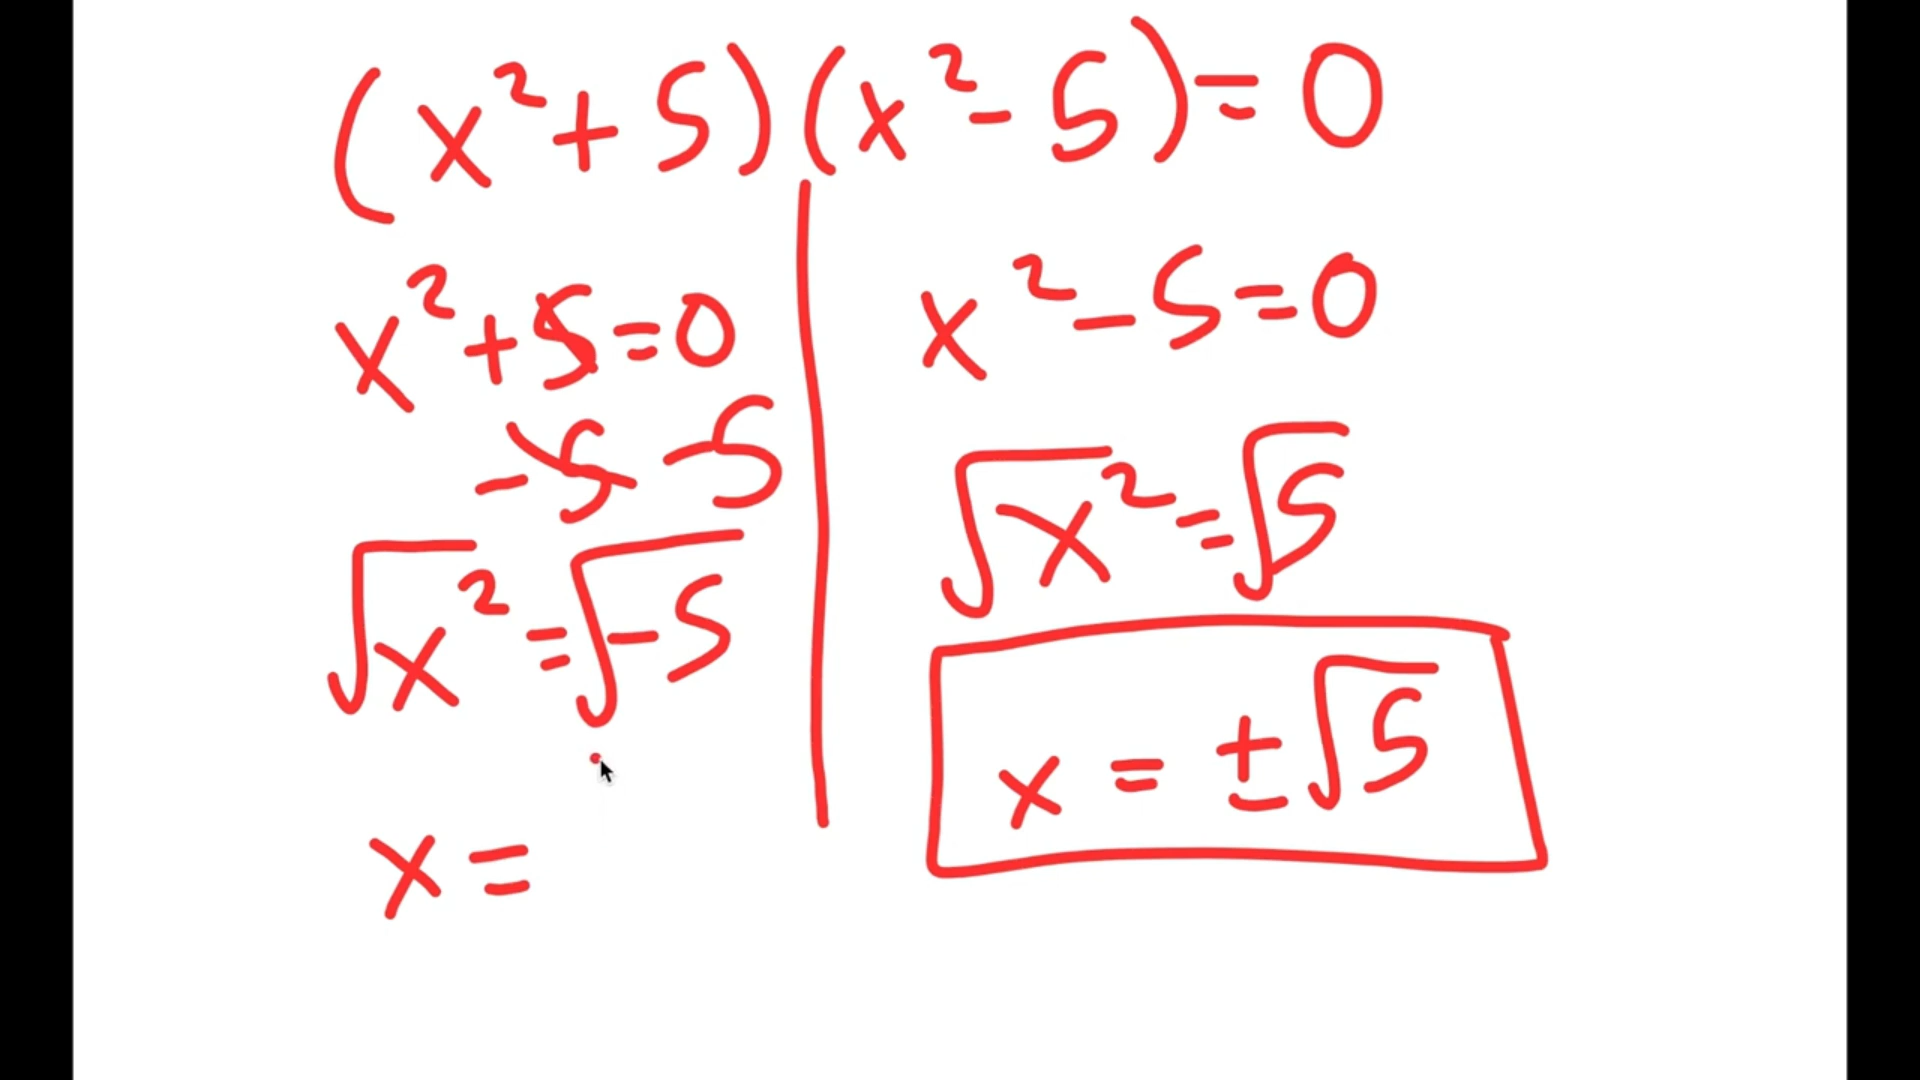 (x²+5)(x²-5)=0
x²+5=0
-5 -5
√x²=√-5
x=
x²-5=0
√x²=√5
x=±√5